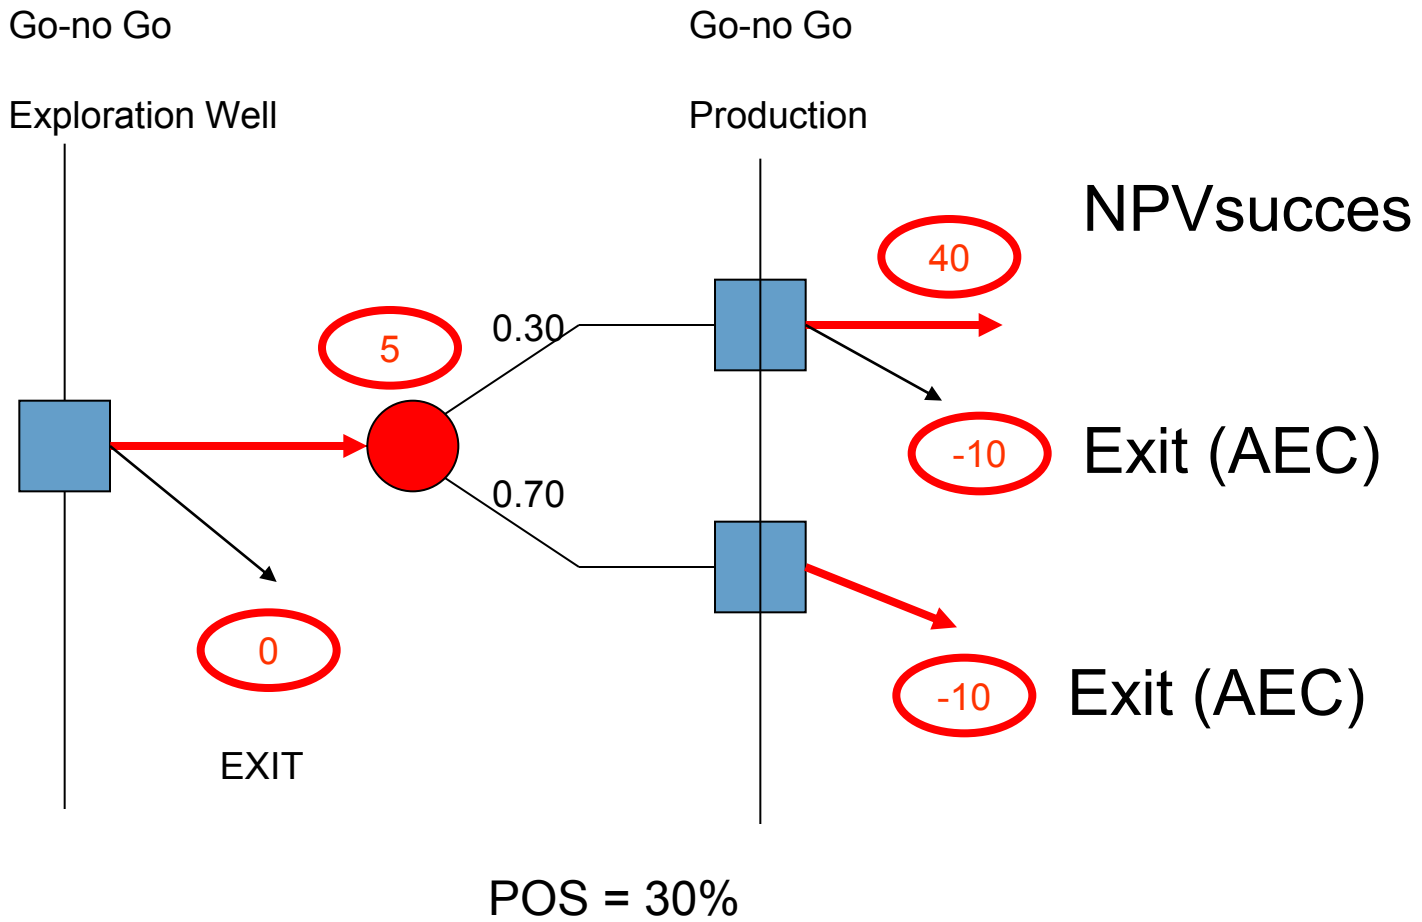 Go-no Go
Go-no Go
Exploration Well
Production
NPVsucces
40
5
0.30
-10
Exit (AEC)
0.70
0
-10
Exit (AEC)
EXIT
POS = 30%